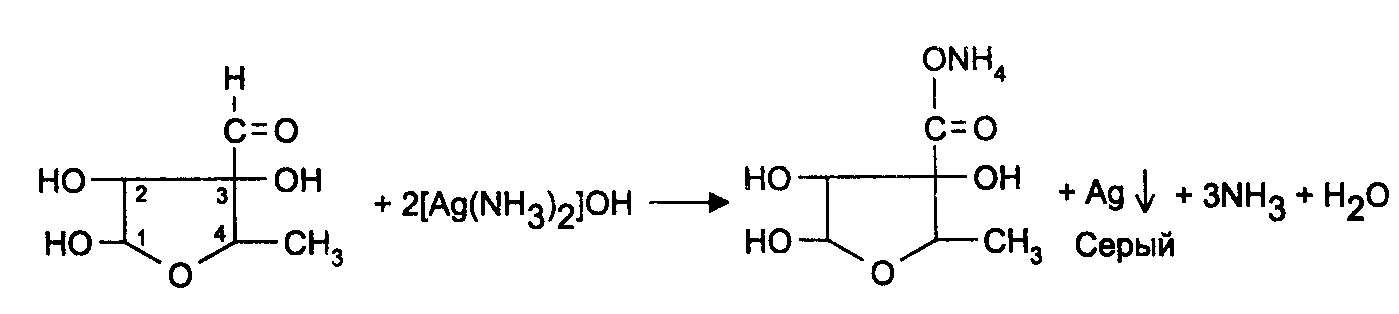 H
C=O
HO 2 3 OH
HO 1 4 CH3
O
+ 2[Ag(NH3)2]OH
ONH4
C=O
HO OH
HO CH3
O
+ Ag↓ + 3NH3 + H2O
Серый